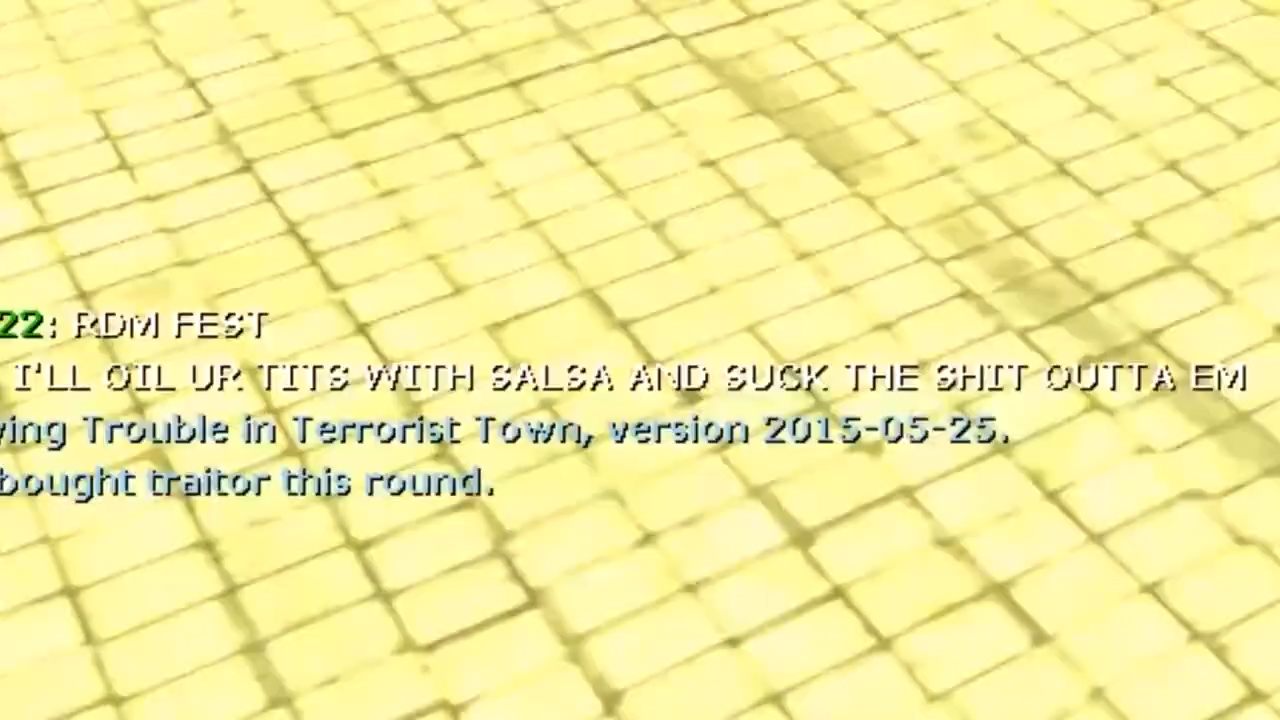 22: RDM FEST
I'LL OIL UR TITS WITH SALSA AND SUCK THE SHIT OUTTA EM
ying Trouble in Terrorist Town, version 2015-05-25.
bought traitor this round.